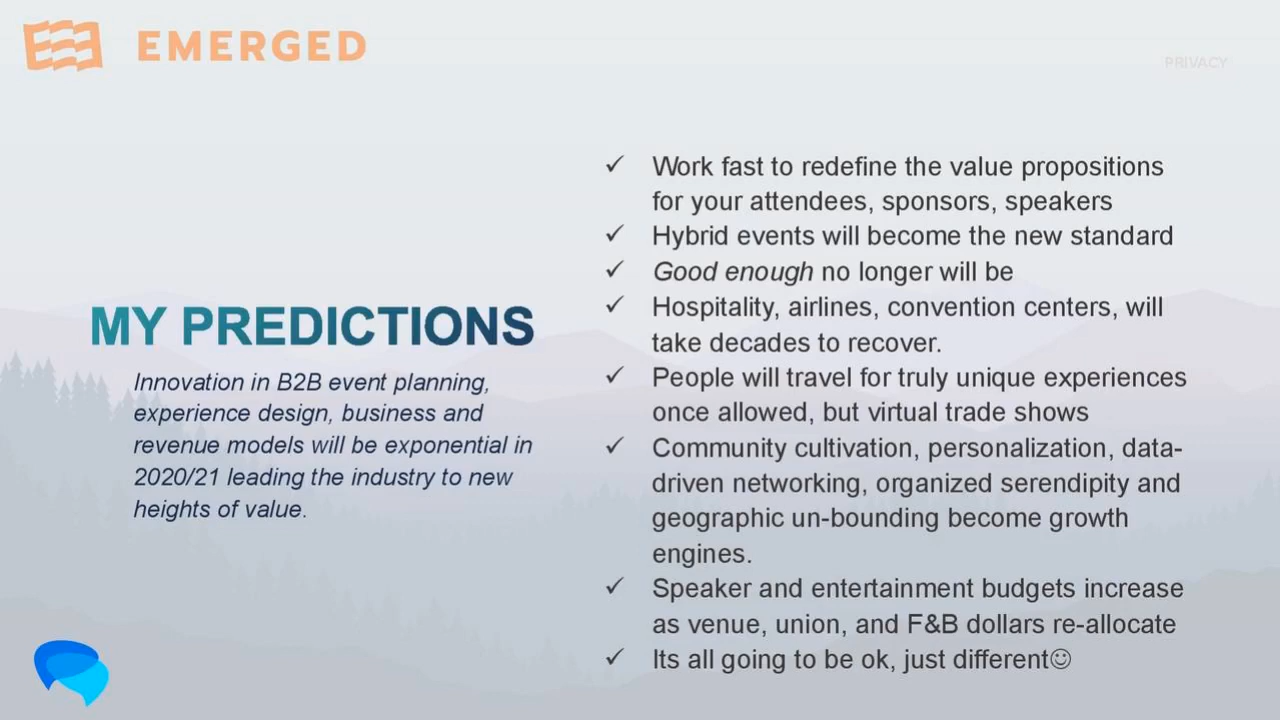 EMERGED
PRIVACY
MY PREDICTIONS
Innovation in B2B event planning,
experience design, business and
revenue models will be exponential in
2020/21 leading the industry to new
heights of value.
✓ Work fast to redefine the value propositions
for your attendees, sponsors, speakers
✓ Hybrid events will become the new standard
✓ Good enough no longer will be
✓ Hospitality, airlines, convention centers, will
take decades to recover.
✓ People will travel for truly unique experiences
once allowed, but virtual trade shows
✓ Community cultivation, personalization, data-
driven networking, organized serendipity and
geographic un-bounding become growth
engines.
✓ Speaker and entertainment budgets increase
as venue, union, and F&B dollars re-allocate
✓ Its all going to be ok, just different☺